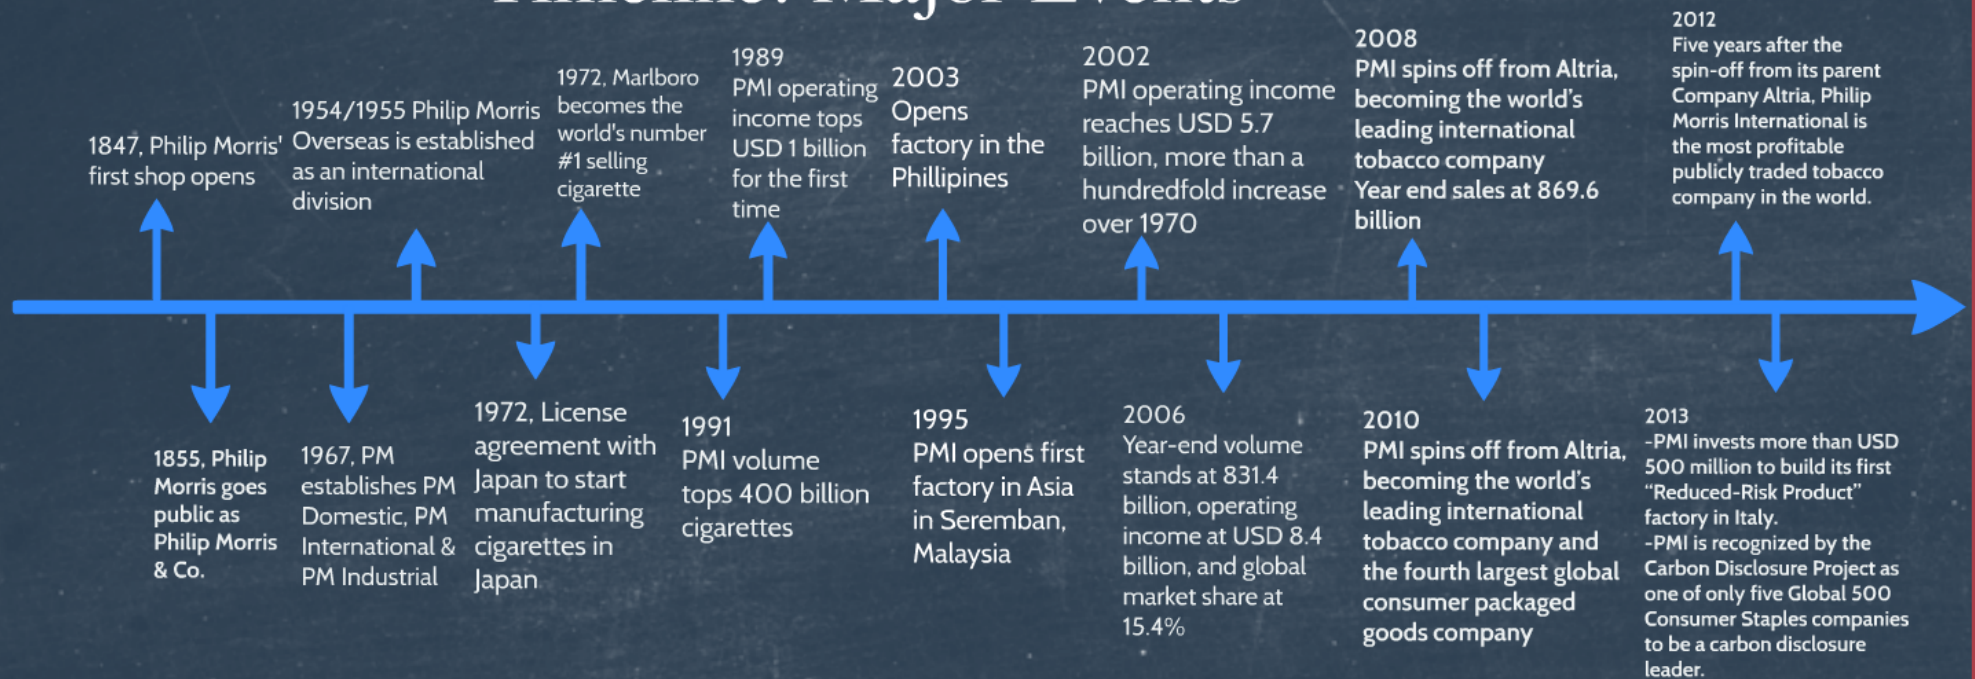 Timeline: Major Events
1847, Philip Morris'
first shop opens
1954/1955 Philip Morris
Overseas is established
as an international
division
1972, Marlboro
becomes the
world's number
#1 selling
cigarette
1989
PMI operating
income tops
USD 1 billion
for the first
time
2003
Opens
factory in the
Phillipines
2002
PMI operating income
reaches USD 5.7
billion, more than a
hundredfold increase
over 1970
2008
PMI spins off from Altria,
becoming the world's
leading international
tobacco company
Year end sales at 869.6
billion
2012
Five years after the
spin-off from its parent
Company Altria, Philip
Morris International is
the most profitable
publicly traded tobacco
company in the world.
1855, Philip
Morris goes
public as
Philip Morris
& Co.
1967, PM
establishes PM
Domestic, PM
International &
PM Industrial
1972, License
agreement with
Japan to start
manufacturing
cigarettes in
Japan
1991
PMI volume
tops 400 billion
cigarettes
1995
PMI opens first
factory in Asia
in Seremban,
Malaysia
2006
Year-end volume
stands at 831.4
billion, operating
income at USD 8.4
billion, and global
market share at
15.4%
2010
PMI spins off from Altria,
becoming the world's
leading international
tobacco company and
the fourth largest global
consumer packaged
goods company
2013
-PMI invests more than USD
500 million to build its first
“Reduced-Risk Product”
factory in Italy.
-PMI is recognized by the
Carbon Disclosure Project as
one of only five Global 500
Consumer Staples companies
to be a carbon disclosure
leader.